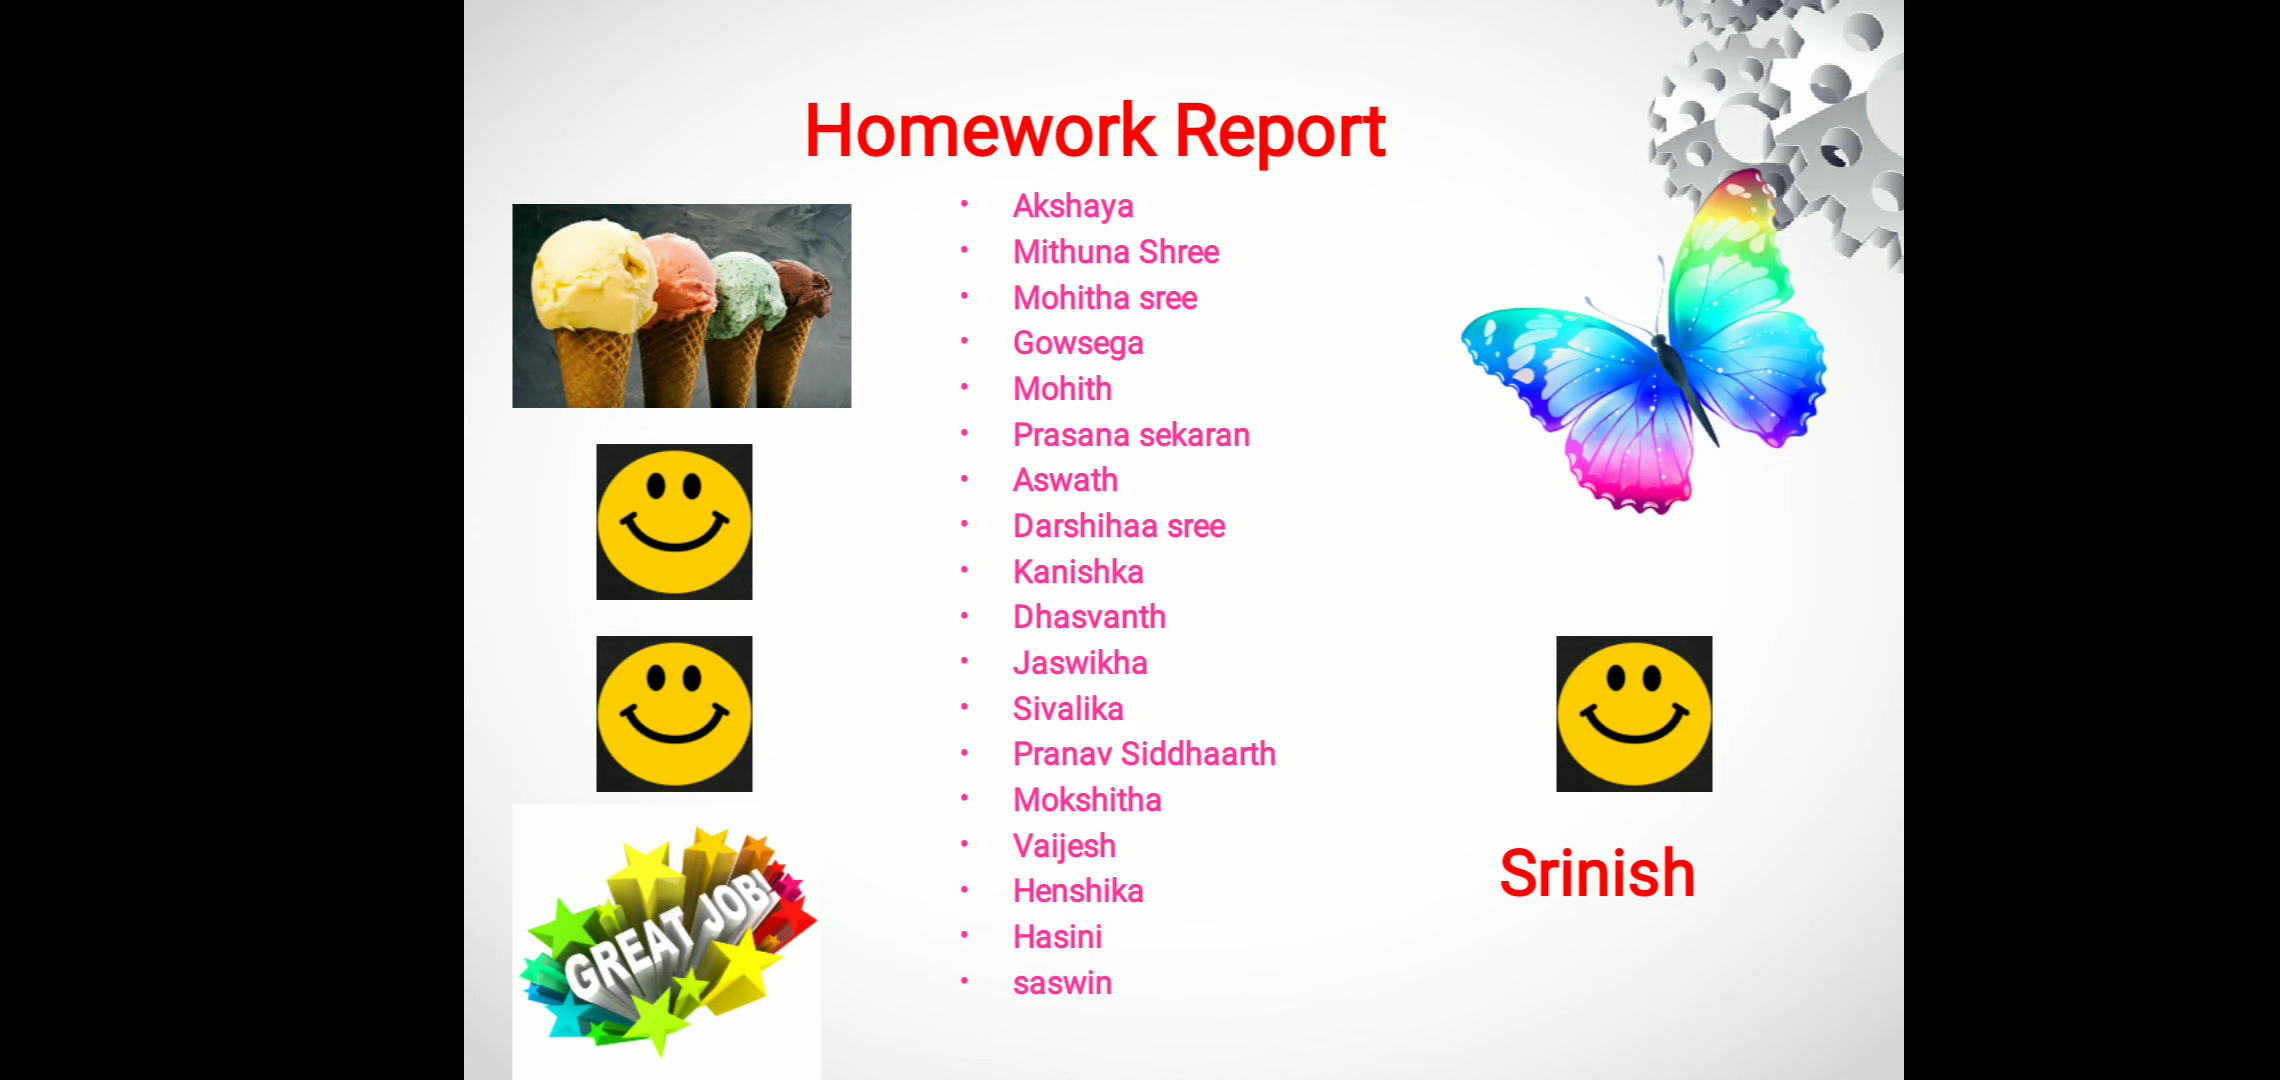 Homework Report
• Akshaya
• Mithuna Shree
• Mohitha sree
• Gowsega
• Mohith
• Prasana sekaran
• Aswath
• Darshihaa sree
• Kanishka
• Dhasvanth
• Jaswikha
• Sivalika
• Pranav Siddhaarth
• Mokshitha
• Vaijesh
• Henshika
• Hasini
• saswin
GREAT JOB!
Srinish